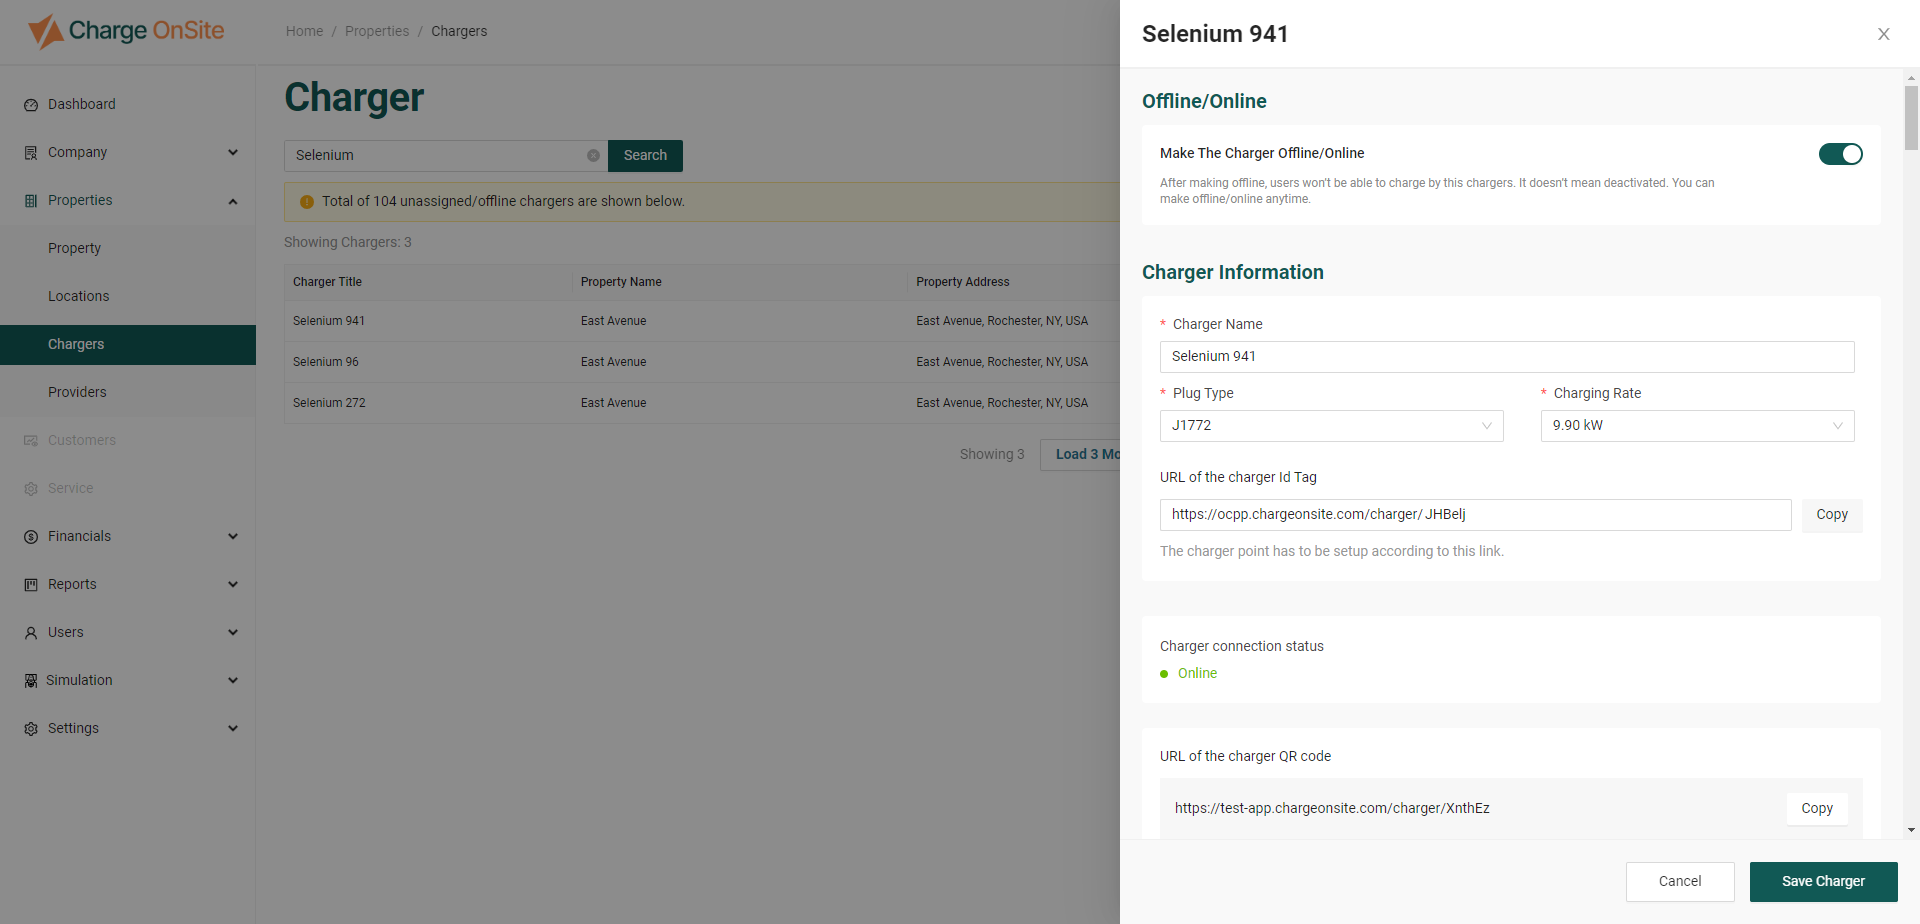 Charge OnSite
Home / Properties / Chargers
Dashboard
Company
Properties
Property
Locations
Chargers
Providers
Customers
Service
Financials
Reports
Users
Simulation
Settings
Charger
Selenium
Search
Total of 104 unassigned/offline chargers are shown below.
Showing Chargers: 3
Charger Title Property Name Property Address
Selenium 941 East Avenue East Avenue, Rochester, NY, USA
Selenium 96 East Avenue East Avenue, Rochester, NY, USA
Selenium 272 East Avenue East Avenue, Rochester, NY, USA
Showing 3 Load 3 Mo
Selenium 941
Offline/Online
Make The Charger Offline/Online
After making offline, users won't be able to charge by this chargers. It doesn't mean deactivated. You can
make offline/online anytime.
Charger Information
* Charger Name
Selenium 941
* Plug Type * Charging Rate
J1772 9.90 kW
URL of the charger Id Tag
https://ocpp.chargeonsite.com/charger/JHBelj Copy
The charger point has to be setup according to this link.
Charger connection status
Online
URL of the charger QR code
https://test-app.chargeonsite.com/charger/XnthEz Copy
Cancel Save Charger